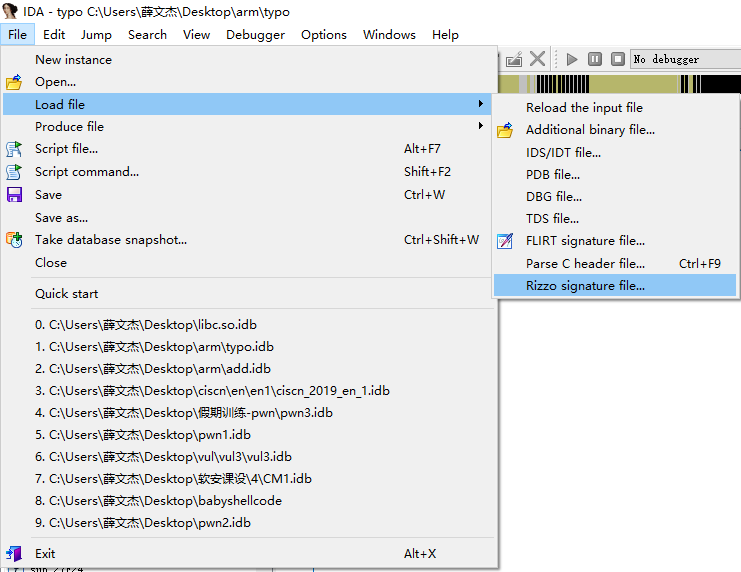 IDA - typo C:\Users\薛文杰\Desktop\arm\typo
File Edit Jump Search View Debugger Options Windows Help
New instance
Open...
No debugger
Load file
Produce file
Script file... Alt+F7
Script command... Shift+F2
Save Ctrl+W
Save as...
Take database snapshot... Ctrl+Shift+W
Close
Quick start
0. C:\Users\薛文杰\Desktop\libc.so.idb
1. C:\Users\薛文杰\Desktop\arm\typo.idb
2. C:\Users\薛文杰\Desktop\arm\add.idb
3. C:\Users\薛文杰\Desktop\ciscn\en\en1\ciscn_2019_en_1.idb
4. C:\Users\薛文杰\Desktop\假期训练-pwn\pwn3.idb
5. C:\Users\薛文杰\Desktop\pwn1.idb
6. C:\Users\薛文杰\Desktop\vul\vul3\vul3.idb
7. C:\Users\薛文杰\Desktop\软安课设\4\CM1.idb
8. C:\Users\薛文杰\Desktop\babyshellcode
9. C:\Users\薛文杰\Desktop\pwn2.idb
Exit Alt+X
Reload the input file
Additional binary file...
IDS/IDT file...
PDB file...
DBG file...
TDS file...
FLIRT signature file...
Parse C header file... Ctrl+F9
Rizzo signature file...